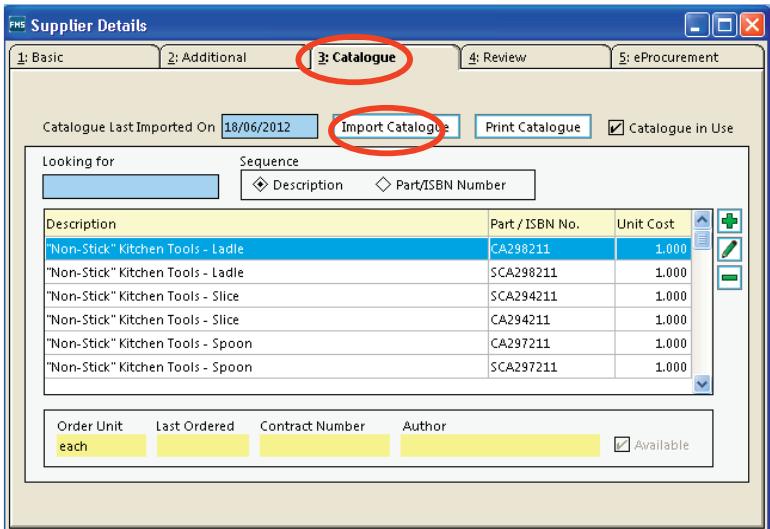 FMS Supplier Details
1: Basic 2: Additional 3: Catalogue 4: Review 5: eProcurement
Catalogue Last Imported On 18/06/2012 Import Catalogue Print Catalogue Catalogue in Use
Looking for Sequence
Description Part/ISBN Number
Description Part / ISBN No. Unit Cost
"Non-Stick" Kitchen Tools - Ladle CA298211 1.000
"Non-Stick" Kitchen Tools - Ladle SCA298211 1.000
"Non-Stick" Kitchen Tools - Slice SCA294211 1.000
"Non-Stick" Kitchen Tools - Slice CA294211 1.000
"Non-Stick" Kitchen Tools - Spoon CA297211 1.000
"Non-Stick" Kitchen Tools - Spoon SCA297211 1.000
Order Unit Last Ordered Contract Number Author
each Available